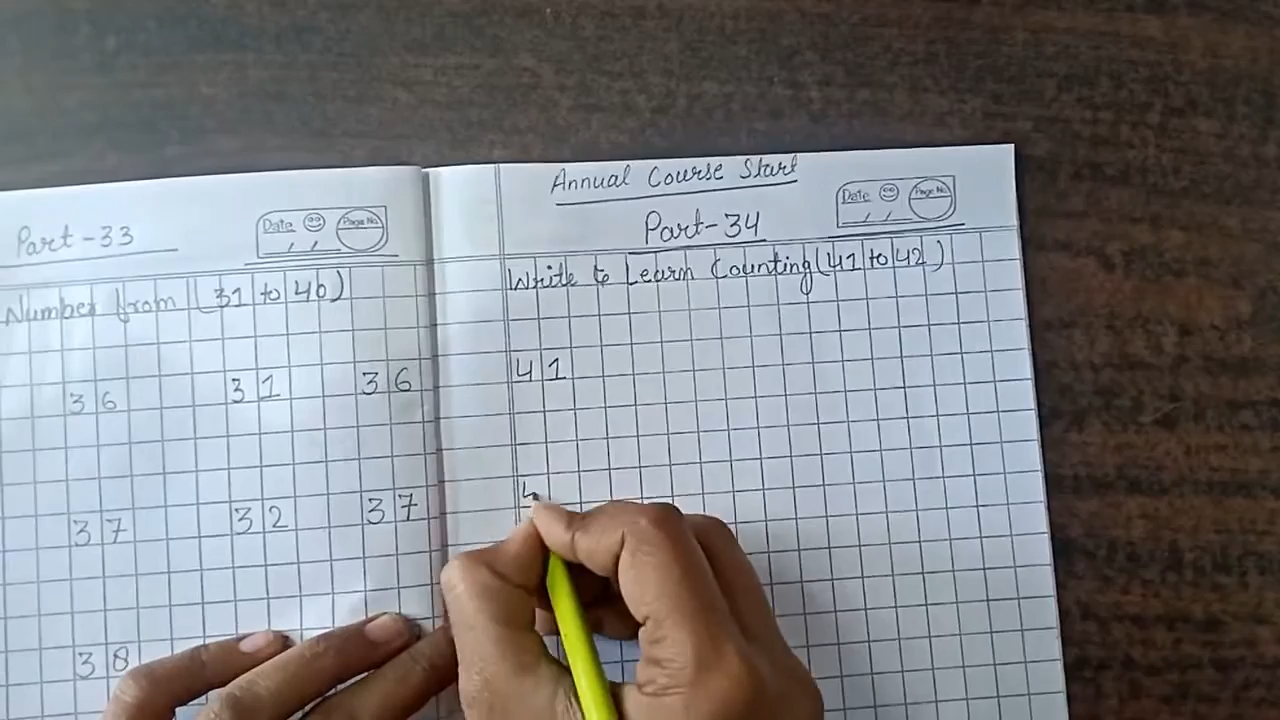 Part-33
Date
Page No.
Number from (31 to 40)
36 31 36
37 32 37
38
Annual Course Start
Part-34
Date
Page No.
Write to Learn Counting (41 to 42)
41
4